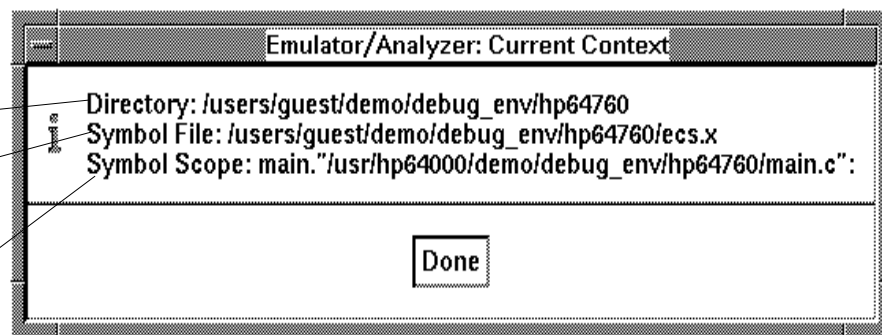 Emulator/Analyzer: Current Context
Directory: /users/guest/demo/debug_env/hp64760
Symbol File: /users/guest/demo/debug_env/hp64760/ecs.x
Symbol Scope: main."/usr/hp64000/demo/debug_env/hp64760/main.c":
Done